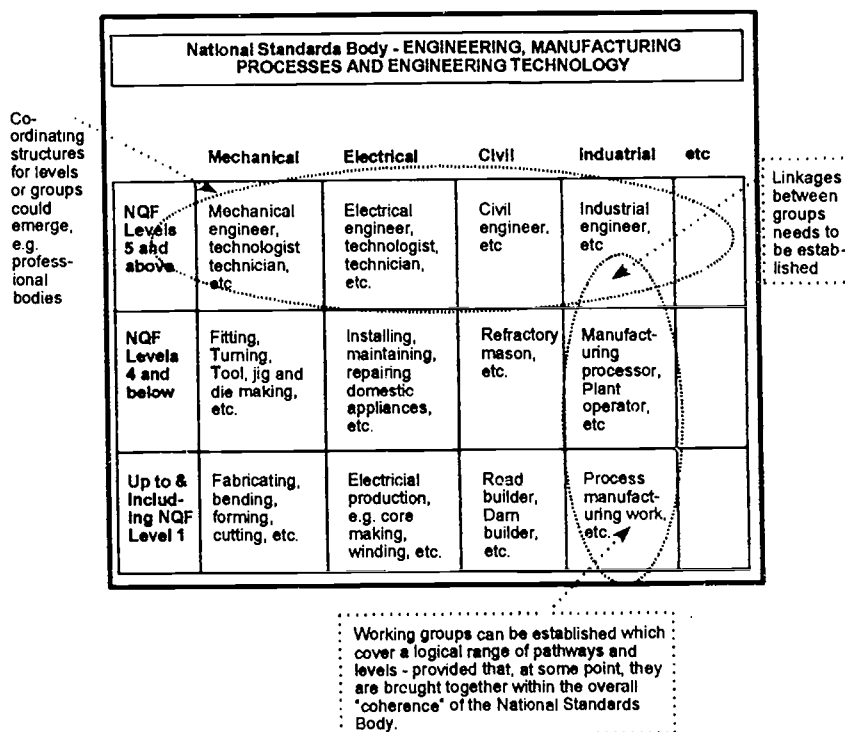 National Standarda Body - ENGINEERING, MANUFACTURING
PROCESSES AND ENGINEERING TECHNOLOGY
Co-
ordinating
structures
for levels
or groups
could
emerge,
e.g.
profess-
ional
bodies
Mechanical
Electrical
Civil
Industrial
etc
Linkages
between
groups
needs to
be estab-
lished
NQF
Levels
5 and
above
Mechanical
engineer,
technologist
technician,
etc
Electrical
engineer,
technologist,
technician,
etc.
Civil
engineer,
etc
Industrial
engineer,
etc
NQF
Levels
4 and
below
Fitting,
Turning,
Tool, jig and
die making,
etc.
Installing,
maintaining,
repairing
domestic
appliances,
etc.
Refractory
mason,
etc.
Manufact-
uring
processor,
Plant
operator,
etc
Up to &
Includ-
ing NQF
Level 1
Fabricating,
bending,
forming,
cutting, etc.
Electricial
production,
e.g. core
making,
winding, etc.
Road
builder,
Dam
builder,
etc.
Process
manufact-
uring work,
etc.
Working groups can be established which
cover a logical range of pathways and
levels - provided that, at some point, they
are brought together within the overall
"coherence" of the National Standards
Body.